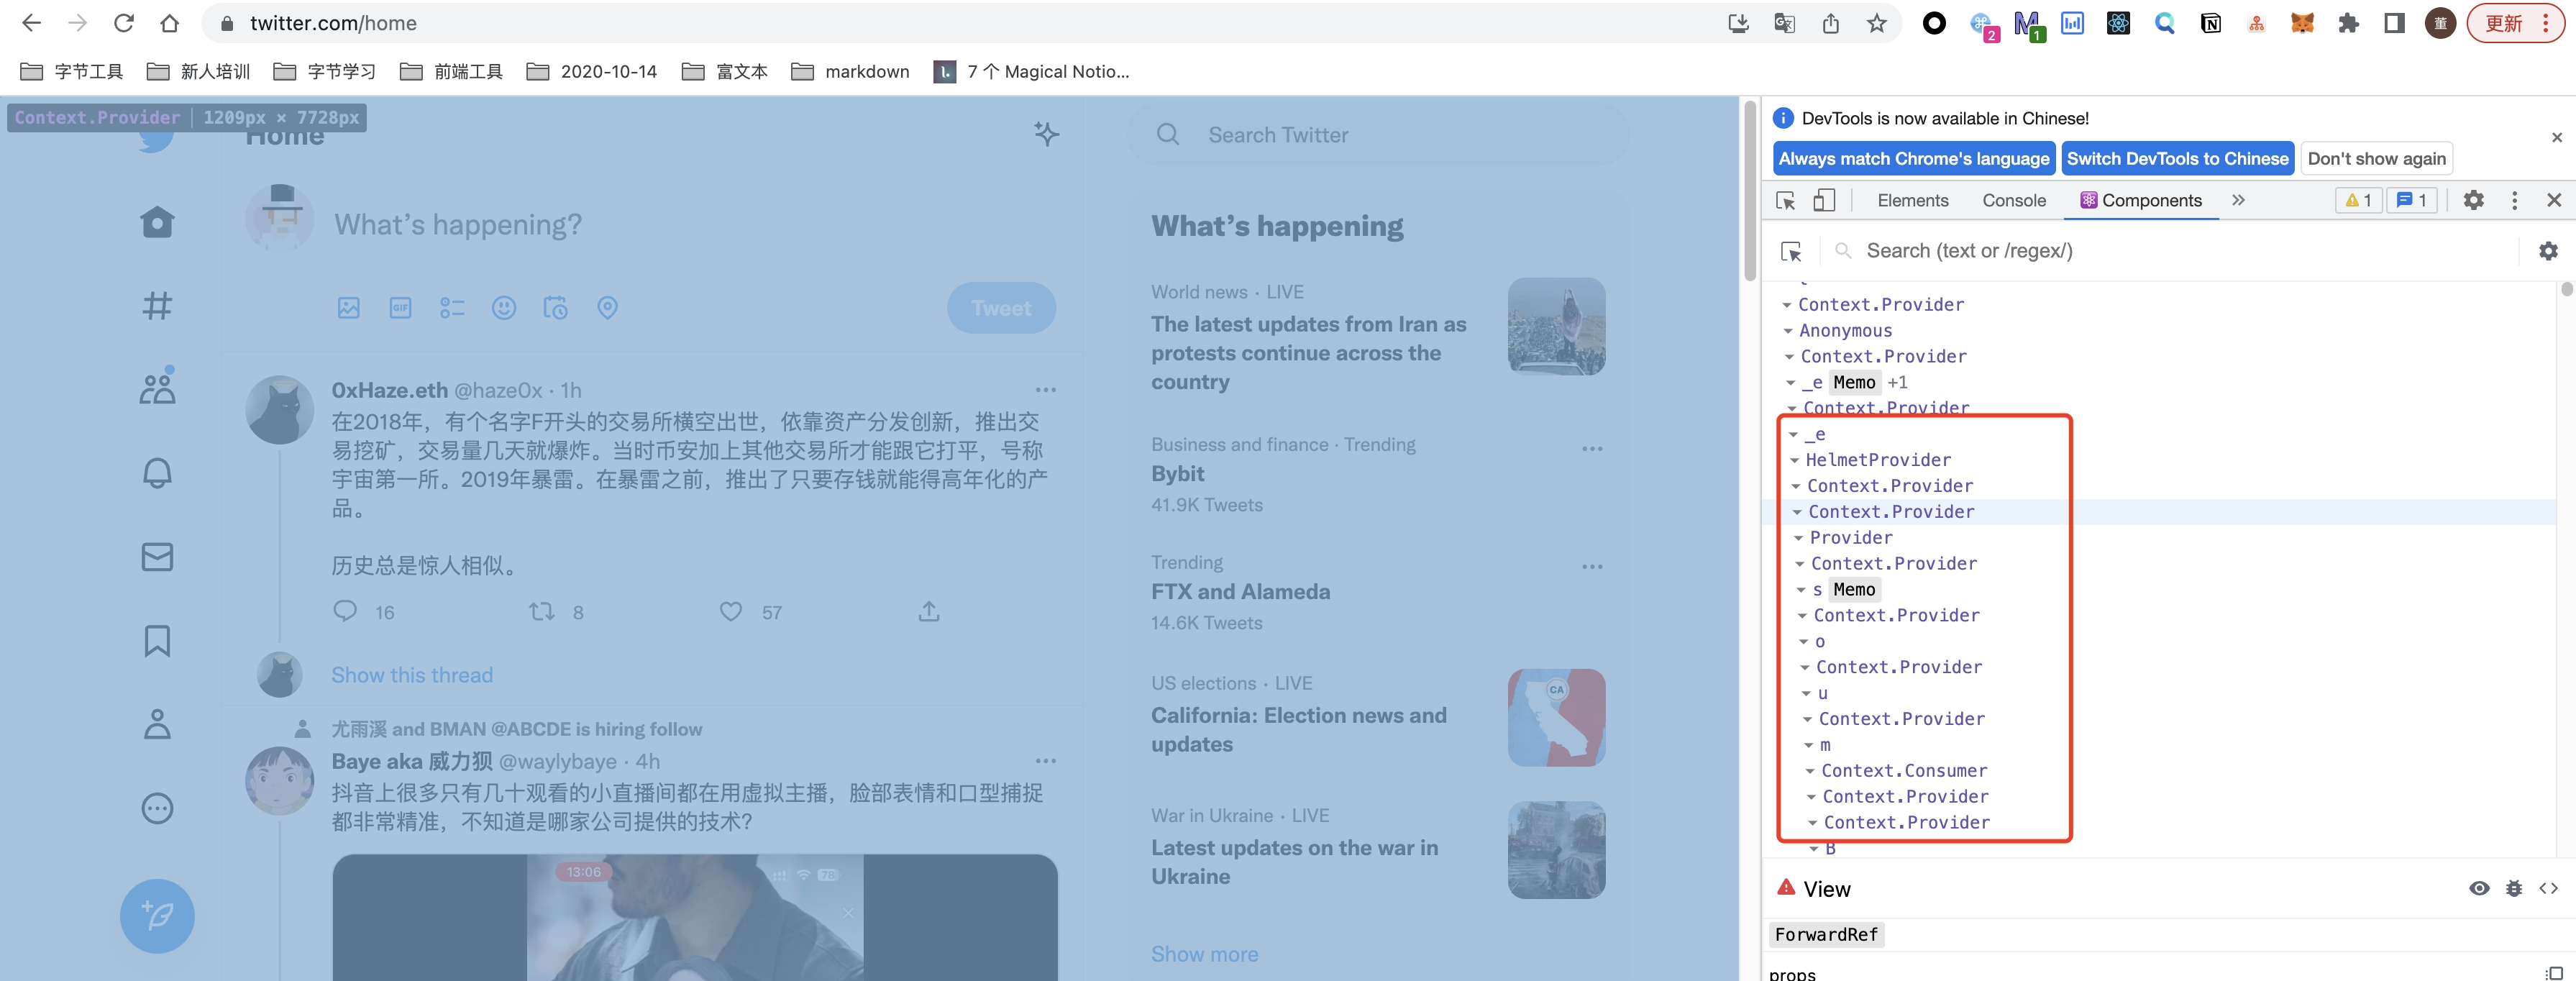 twitter.com/home
2
1
董
更新
字节工具
新人培训
字节学习
前端工具
2020-10-14
富文本
markdown
7 个 Magical Notio...
Context.Provider | 1209px × 7728px
Home
Search Twitter
What's happening?
GIF
Tweet
0xHaze.eth @haze0x · 1h
在2018年，有个名字F开头的交易所横空出世，依靠资产分发创新，推出交
易挖矿，交易量几天就爆炸。当时币安加上其他交易所才能跟它打平，号称
宇宙第一所。2019年暴雷。在暴雷之前，推出了只要存钱就能得高年化的产
品。
历史总是惊人相似。
16
8
57
Show this thread
尤雨溪 and BMAN @ABCDE is hiring follow
Baye aka 威力狈 @waylybaye · 4h
抖音上很多只有几十观看的小直播间都在用虚拟主播，脸部表情和口型捕捉
都非常精准，不知道是哪家公司提供的技术？
13:06
78
What's happening
World news · LIVE
The latest updates from Iran as
protests continue across the
country
Business and finance · Trending
Bybit
41.9K Tweets
Trending
FTX and Alameda
14.6K Tweets
US elections · LIVE
California: Election news and
updates
CA
War in Ukraine · LIVE
Latest updates on the war in
Ukraine
Show more
DevTools is now available in Chinese!
Always match Chrome's language
Switch DevTools to Chinese
Don't show again
Elements
Console
Components
1
1
Search (text or /regex/)
Context.Provider
Anonymous
Context.Provider
_e Memo +1
Context.Provider
_e
HelmetProvider
Context.Provider
Context.Provider
Provider
Context.Provider
s Memo
Context.Provider
o
Context.Provider
u
Context.Provider
m
Context.Consumer
Context.Provider
Context.Provider
B
View
ForwardRef
props